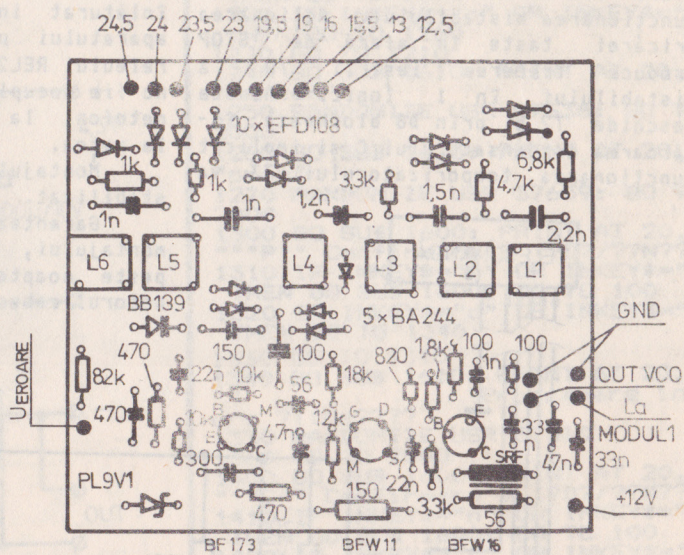 24,5 24 23,5 23 19,5 19 16 15,5 13 12,5
10×EFD108
1k
1k
3,3k
6,8k
4,7k
1n
1n
1,2n
1,5n
2,2n
L6 L5 L4 L3 L2 L1
BB139
5×BA244
GND
470
150
100
820
1,8k
100
1n
100
OUT VCO
UEROARE
82k
22n
10k
56
18k
La
470
10k
B
M
12k
G
D
B
33
n
MODUL1
E
C
47n
M
S
C
SRF
47n
33n
300
22n
PL9V1
470
150
3,3k
56
+12V
BF173
BFW11
BFW16